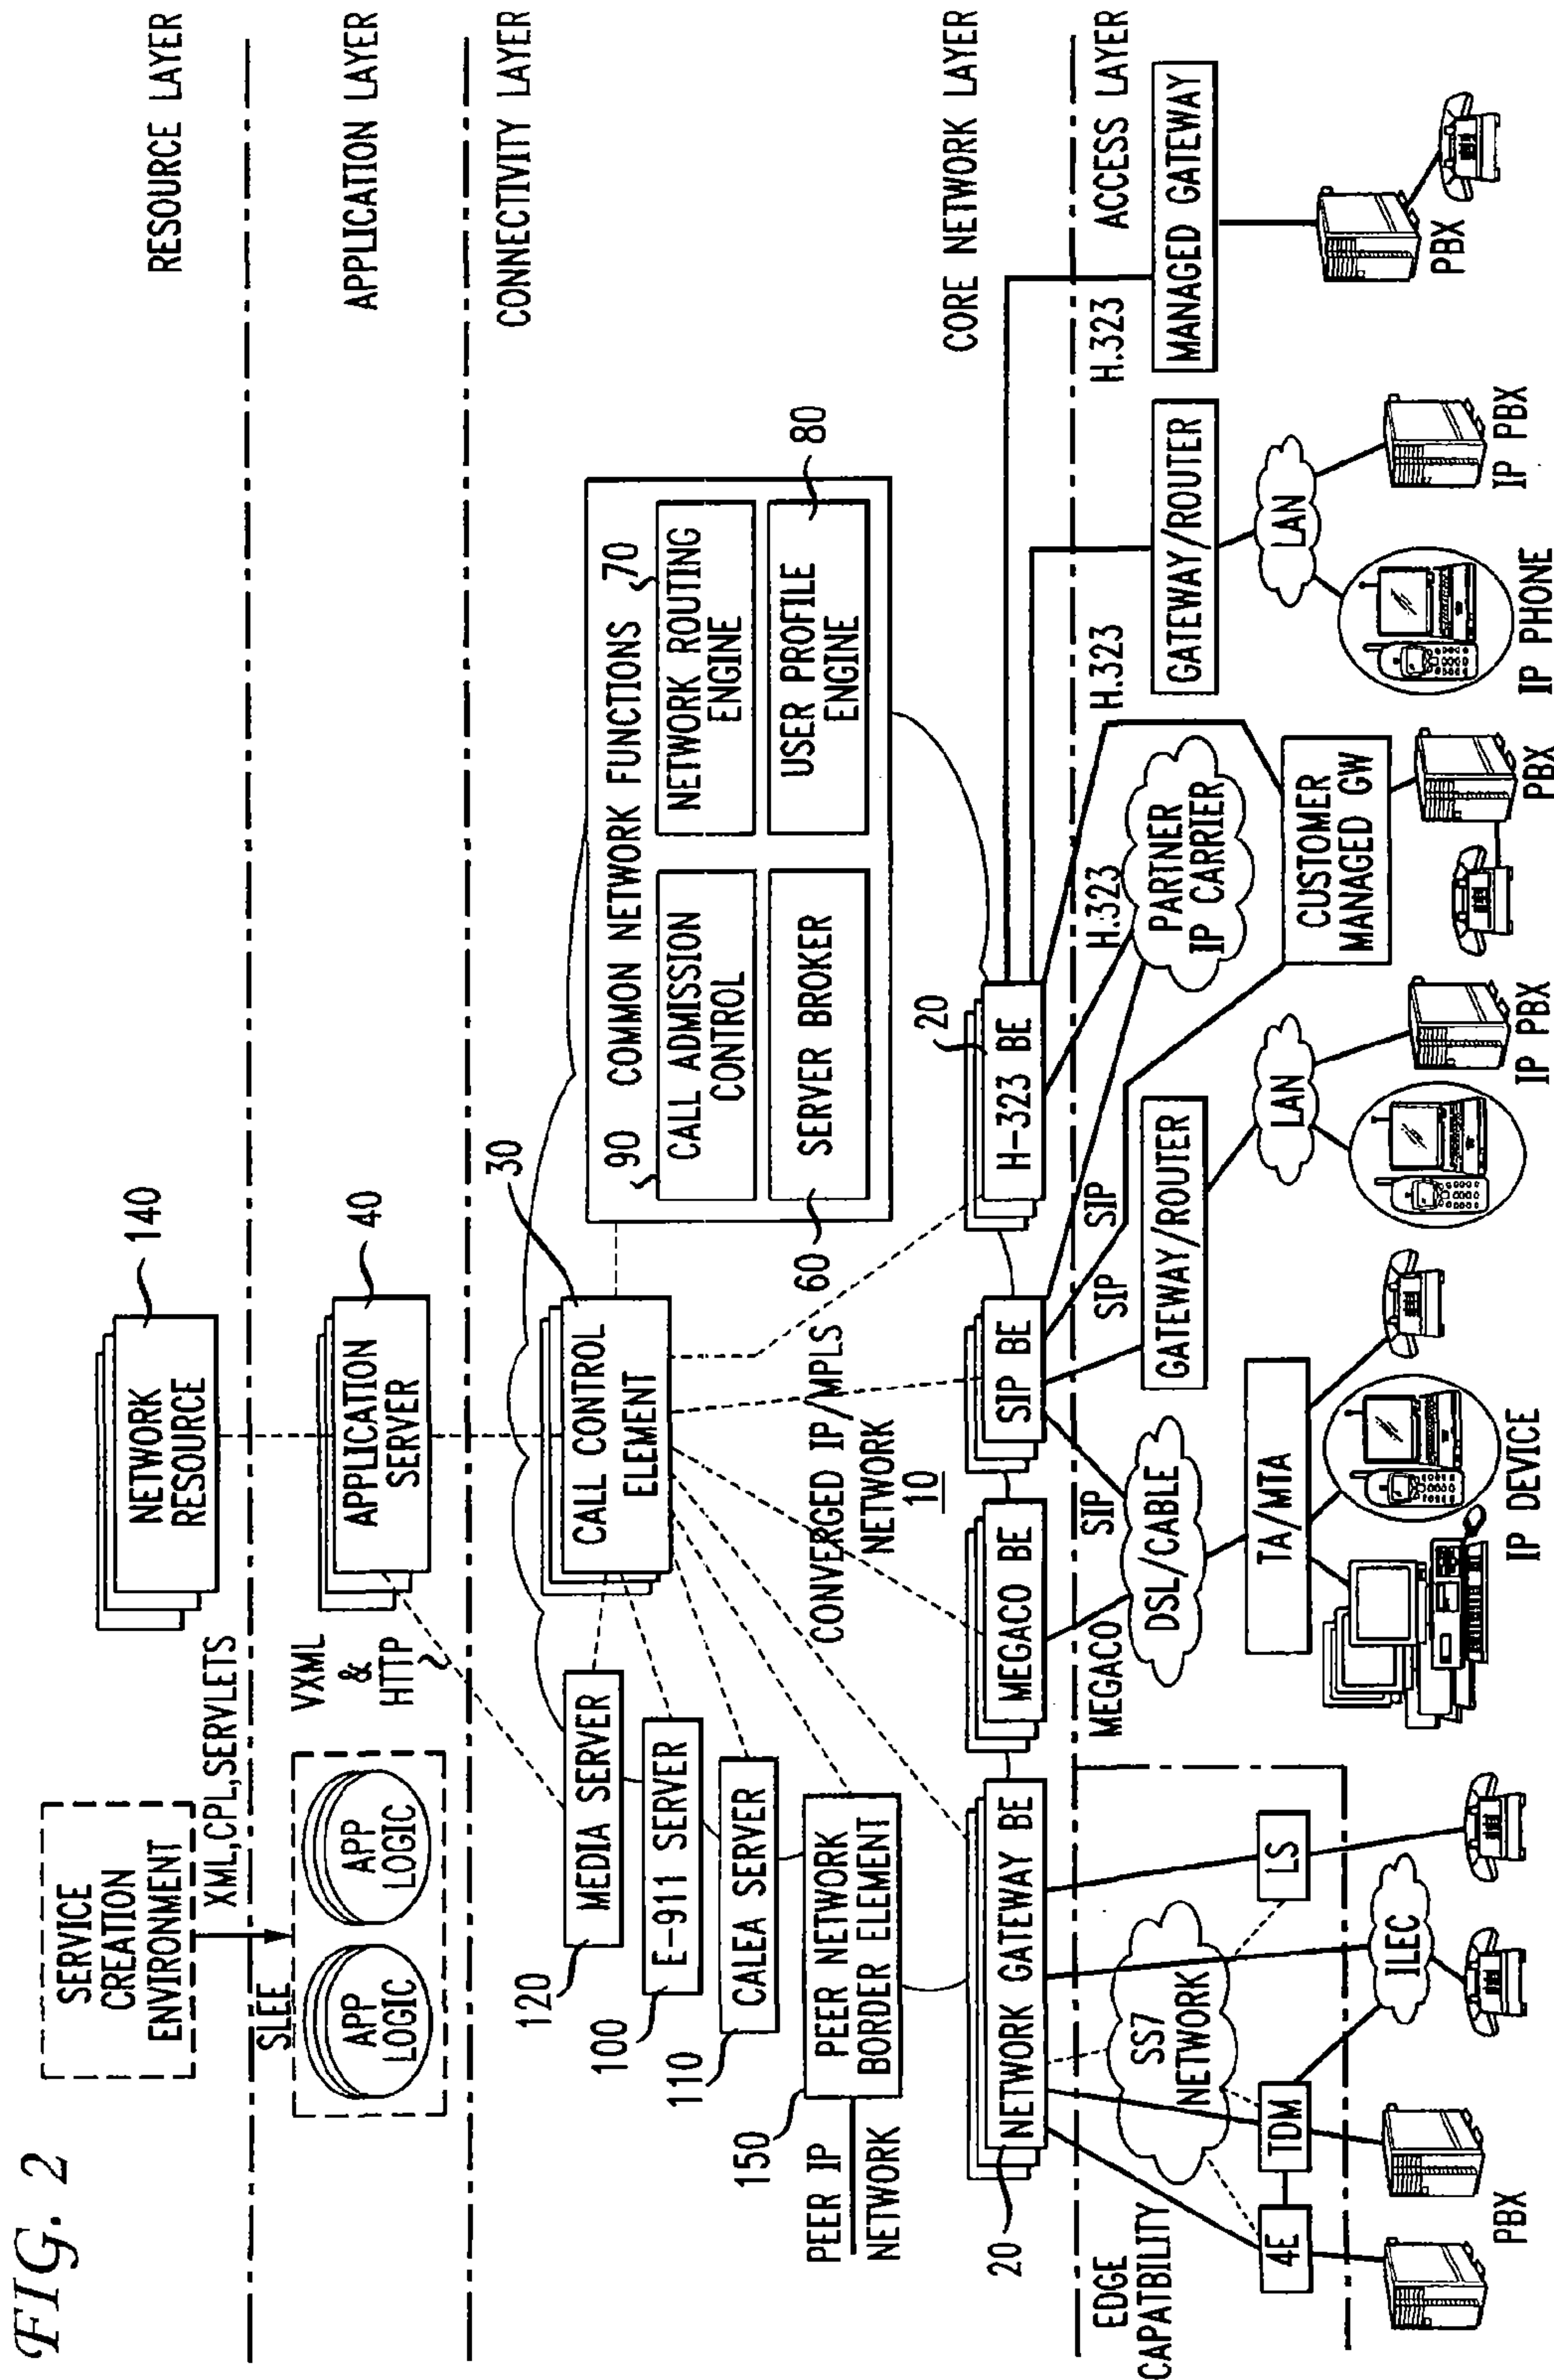 FIG. 2
SERVICE
CREATION
ENVIRONMENT
XML,CPL,SERVLETS
NETWORK
RESOURCE
140
RESOURCE LAYER
SLEE
APP
LOGIC
APP
LOGIC
VXML
&
HTTP
APPLICATION
SERVER
40
APPLICATION LAYER
CONNECTIVITY LAYER
CALL CONTROL
ELEMENT
30
MEDIA SERVER
120
E-911 SERVER
100
CALEA SERVER
110
PEER NETWORK
BORDER ELEMENT
150
PEER IP
NETWORK
90
COMMON NETWORK FUNCTIONS
70
CALL ADMISSION
CONTROL
NETWORK ROUTING
ENGINE
SERVER BROKER
60
USER PROFILE
ENGINE
80
CONVERGED IP/MPLS
NETWORK
10
CORE NETWORK LAYER
20
NETWORK GATEWAY BE
MEGACO BE
SIP BE
H-323 BE
20
ACCESS LAYER
EDGE
CAPATBILITY
MEGACO
SIP
SIP
SIP
H.323
H.323
H.323
SS7
NETWORK
DSL/CABLE
GATEWAY/ROUTER
PARTNER
IP CARRIER
GATEWAY/ROUTER
MANAGED GATEWAY
4E
TDM
LS
TA/MTA
LAN
CUSTOMER
MANAGED GW
LAN
ILEC
PBX
IP DEVICE
IP PBX
PBX
IP PHONE
IP PBX
PBX